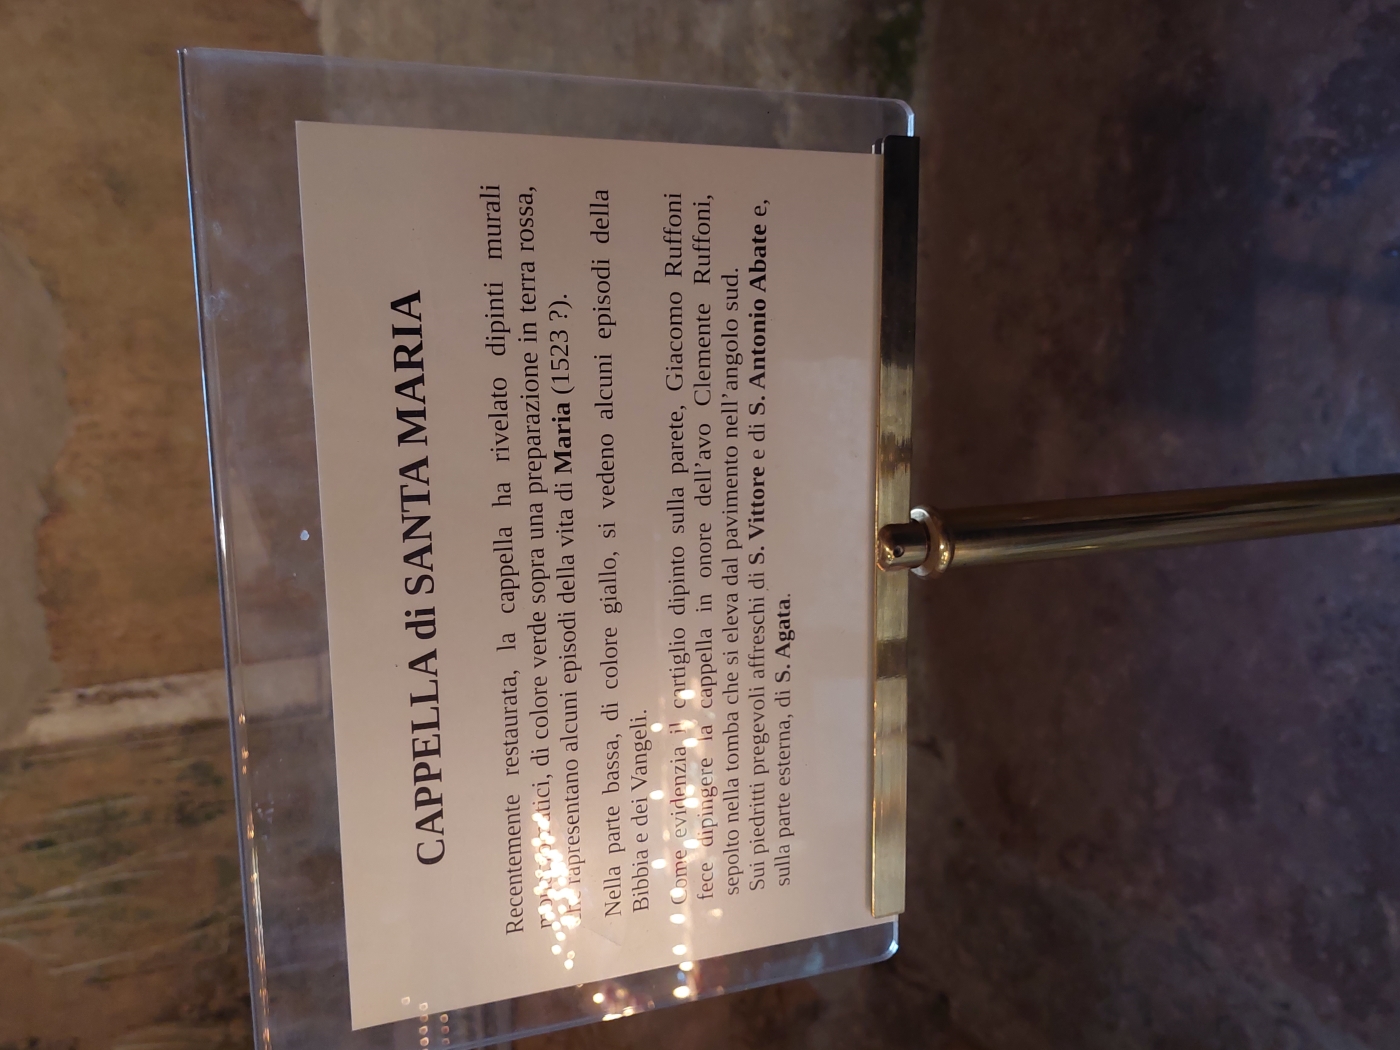 CAPPELLA di SANTA MARIA
Recentemente restaurata, la cappella ha rivelato dipinti murali
di colore verde sopra una preparazione in terra rossa,
che rapresentano alcuni episodi della vita di Maria (1523 ?).
Nella parte bassa, di colore giallo, si vedeno alcuni episodi della
Bibbia e dei Vangeli.
Come evidenzia il cartiglio dipinto sulla parete, Giacomo Ruffoni
fece dipingere la cappella in onore dell'avo Clemente Ruffoni,
sepolto nella tomba che si eleva dal pavimento nell'angolo sud.
Sui piedritti pregevoli affreschi di S. Vittore e di S. Antonio Abate e,
sulla parte esterna, di S. Agata.